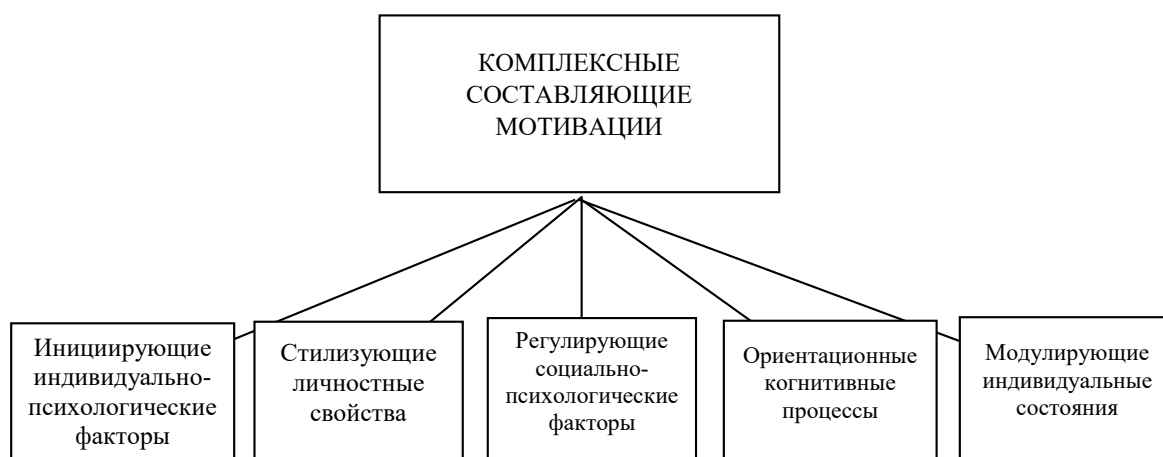 КОМПЛЕКСНЫЕ
СОСТАВЛЯЮЩИЕ
МОТИВАЦИИ
Инициирующие
индивидуально-
психологические
факторы
Стилизующие
личностные
свойства
Регулирующие
социально-
психологические
факторы
Ориентационные
когнитивные
процессы
Модулирующие
индивидуальные
состояния